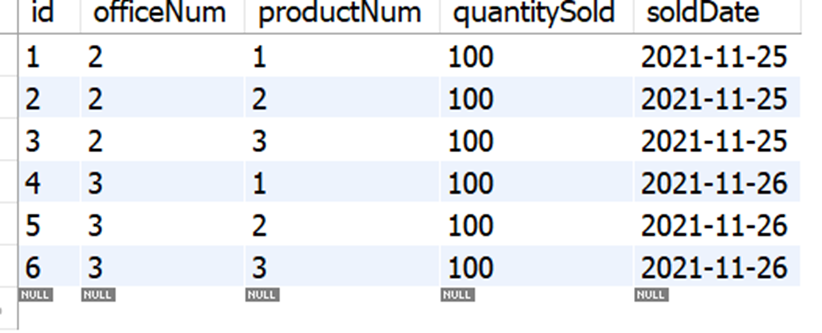 id officeNum productNum quantitySold soldDate
1 2 1 100 2021-11-25
2 2 2 100 2021-11-25
3 2 3 100 2021-11-25
4 3 1 100 2021-11-26
5 3 2 100 2021-11-26
6 3 3 100 2021-11-26
NULL NULL NULL NULL NULL